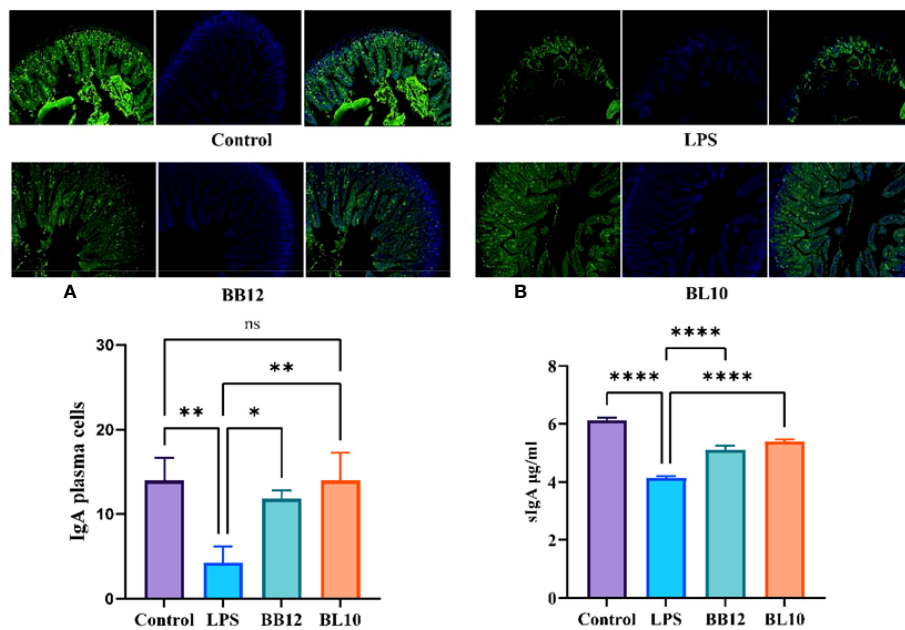 Control
LPS
BB12
BL10
A
B
ns
**
**
*
30
20
10
0
IgA plasma cells
Control LPS BB12 BL10
****
****
****
8
6
4
2
0
sIgA µg/ml
Control LPS BB12 BL10